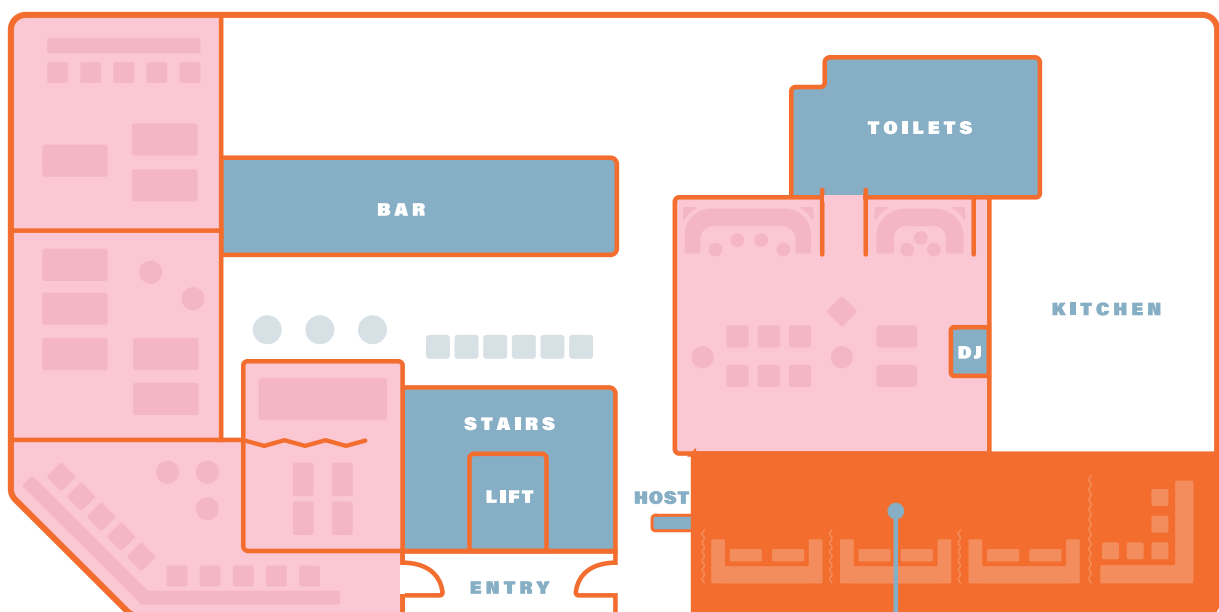 TOILETS
BAR
KITCHEN
DJ
STAIRS
LIFT
HOST
ENTRY